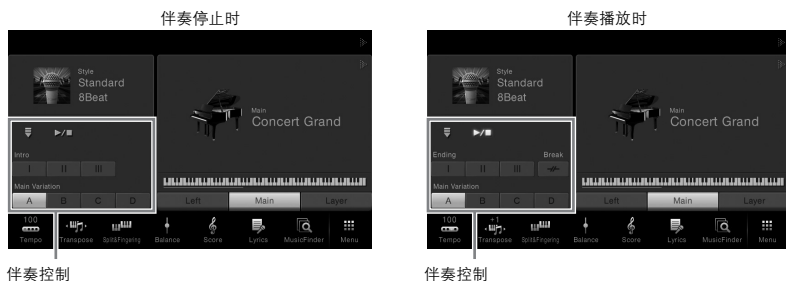 伴奏停止时
Style
Standard
8Beat
Main
Concert Grand
Intro
I II III
Main Variation
A B C D
Left Main Layer
100
Tempo Transpose Split&Fingering Balance Score Lyrics MusicFinder Menu
伴奏控制
伴奏播放时
Style
Standard
8Beat
Main
Concert Grand
Ending Break
I II III
Main Variation
A B C D
Left Main Layer
100 +1
Tempo Transpose Split&Fingering Balance Score Lyrics MusicFinder Menu
伴奏控制